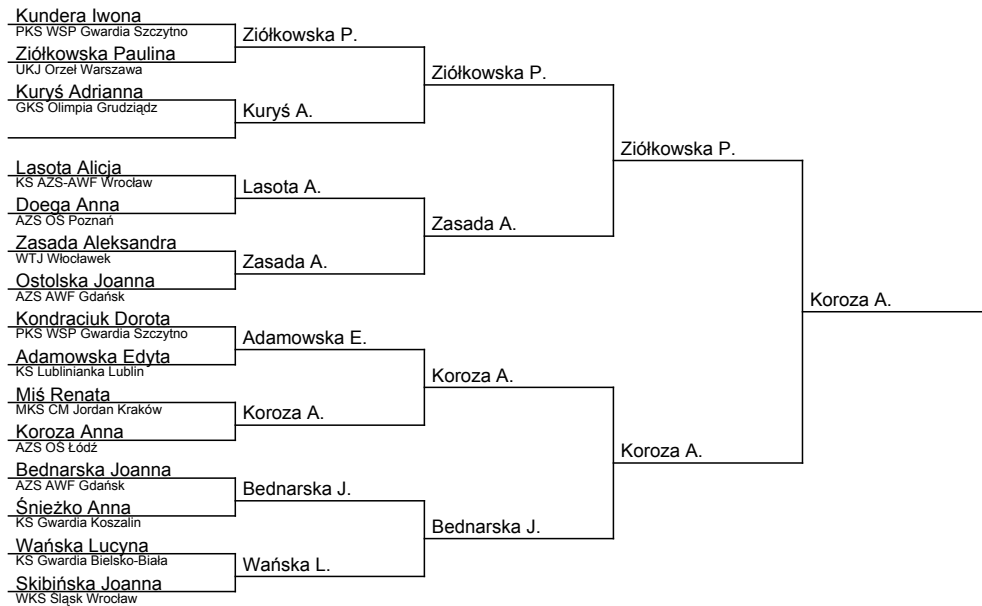 Kundera Iwona
PKS WSP Gwardia Szczytno
Ziółkowska Paulina
UKJ Orzeł Warszawa
Kuryś Adrianna
GKS Olimpia Grudziądz
Lasota Alicja
KS AZS-AWF Wrocław
Doega Anna
AZS OŚ Poznań
Zasada Aleksandra
WTJ Włocławek
Ostolska Joanna
AZS AWF Gdańsk
Kondraciuk Dorota
PKS WSP Gwardia Szczytno
Adamowska Edyta
KS Lublinianka Lublin
Miś Renata
MKS CM Jordan Kraków
Koroza Anna
AZS OŚ Łódź
Bednarska Joanna
AZS AWF Gdańsk
Śnieżko Anna
KS Gwardia Koszalin
Wańska Lucyna
KS Gwardia Bielsko-Biała
Skibińska Joanna
WKS Śląsk Wrocław
Ziółkowska P.
Kuryś A.
Lasota A.
Zasada A.
Adamowska E.
Koroza A.
Bednarska J.
Wańska L.
Ziółkowska P.
Zasada A.
Koroza A.
Bednarska J.
Ziółkowska P.
Koroza A.
Koroza A.